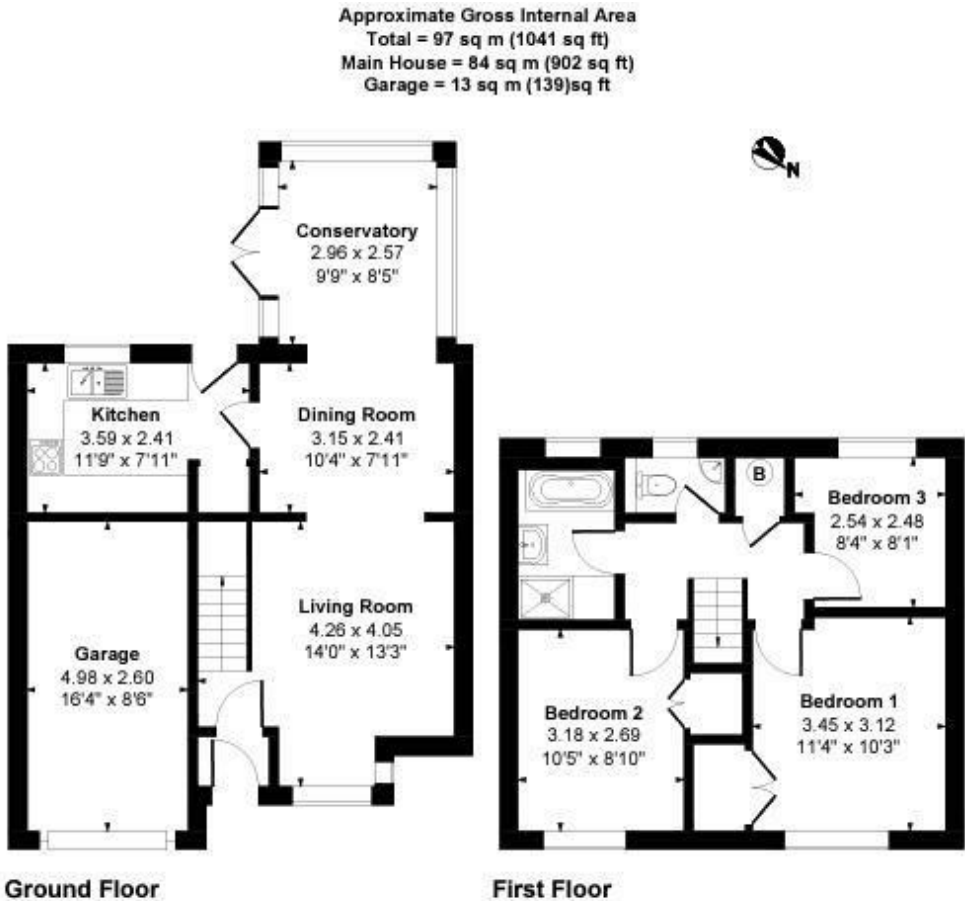 Approximate Gross Internal Area
Total = 97 sq m (1041 sq ft)
Main House = 84 sq m (902 sq ft)
Garage = 13 sq m (139)sq ft
N
Conservatory
2.96 x 2.57
9'9" x 8'5"
Kitchen
3.59 x 2.41
11'9" x 7'11"
Dining Room
3.15 x 2.41
10'4" x 7'11"
Living Room
4.26 x 4.05
14'0" x 13'3"
Garage
4.98 x 2.60
16'4" x 8'6"
Ground Floor
B
Bedroom 3
2.54 x 2.48
8'4" x 8'1"
Bedroom 2
3.18 x 2.69
10'5" x 8'10"
Bedroom 1
3.45 x 3.12
11'4" x 10'3"
First Floor